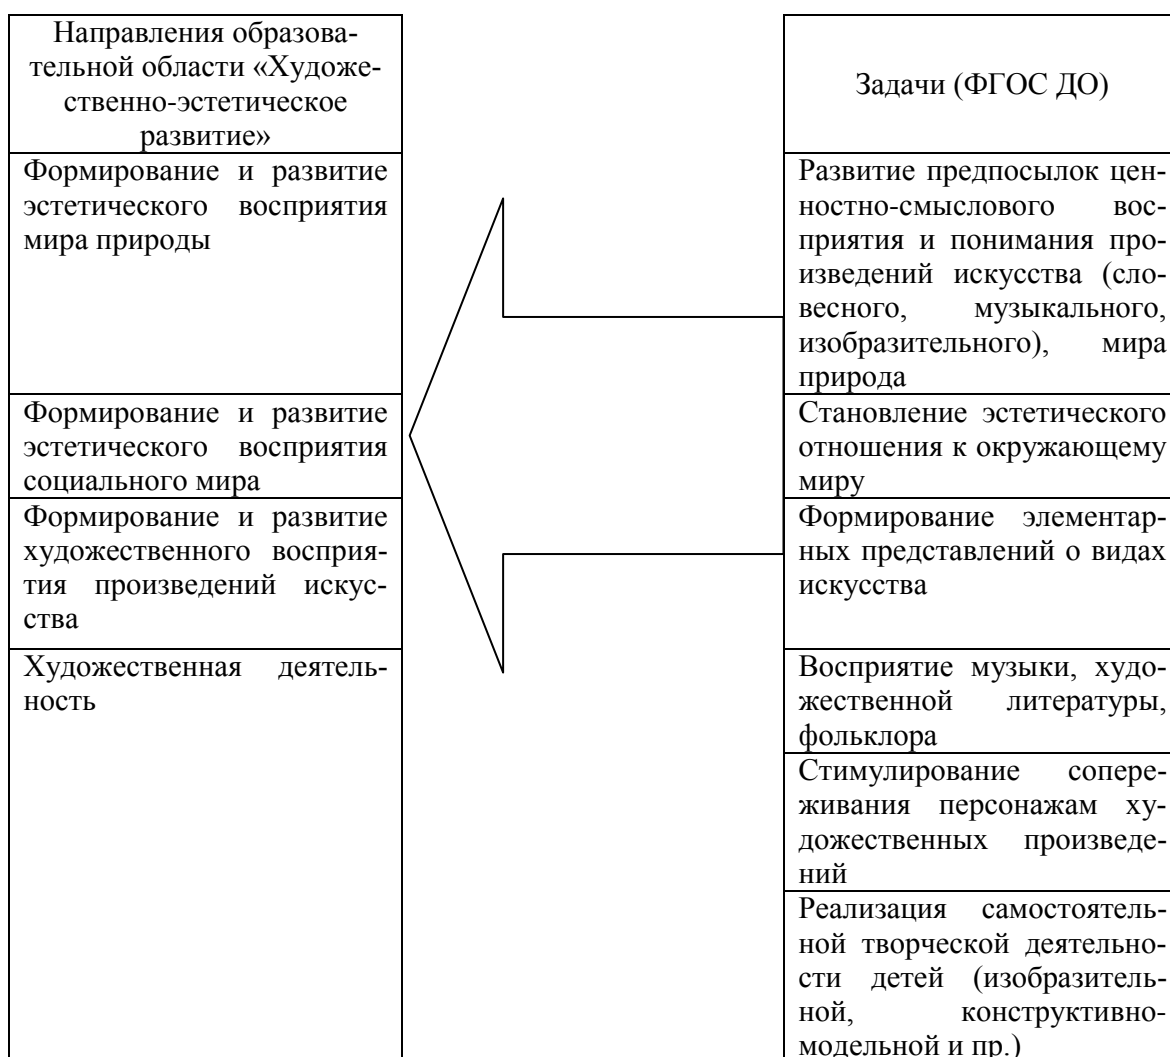 Направления образова-
тельной области «Художе-
ственно-эстетическое
развитие»
Формирование и развитие
эстетического восприятия
мира природы
Формирование и развитие
эстетического восприятия
социального мира
Формирование и развитие
художественного восприя-
тия произведений искус-
ства
Художественная деятель-
ность
Задачи (ФГОС ДО)
Развитие предпосылок цен-
ностно-смыслового вос-
приятия и понимания про-
изведений искусства (сло-
весного, музыкального,
изобразительного), мира
природа
Становление эстетического
отношения к окружающему
миру
Формирование элементар-
ных представлений о видах
искусства
Восприятие музыки, худо-
жественной литературы,
фольклора
Стимулирование сопере-
живания персонажам ху-
дожественных произведе-
ний
Реализация самостоятель-
ной творческой деятельно-
сти детей (изобразитель-
ной, конструктивно-
модельной и пр.)